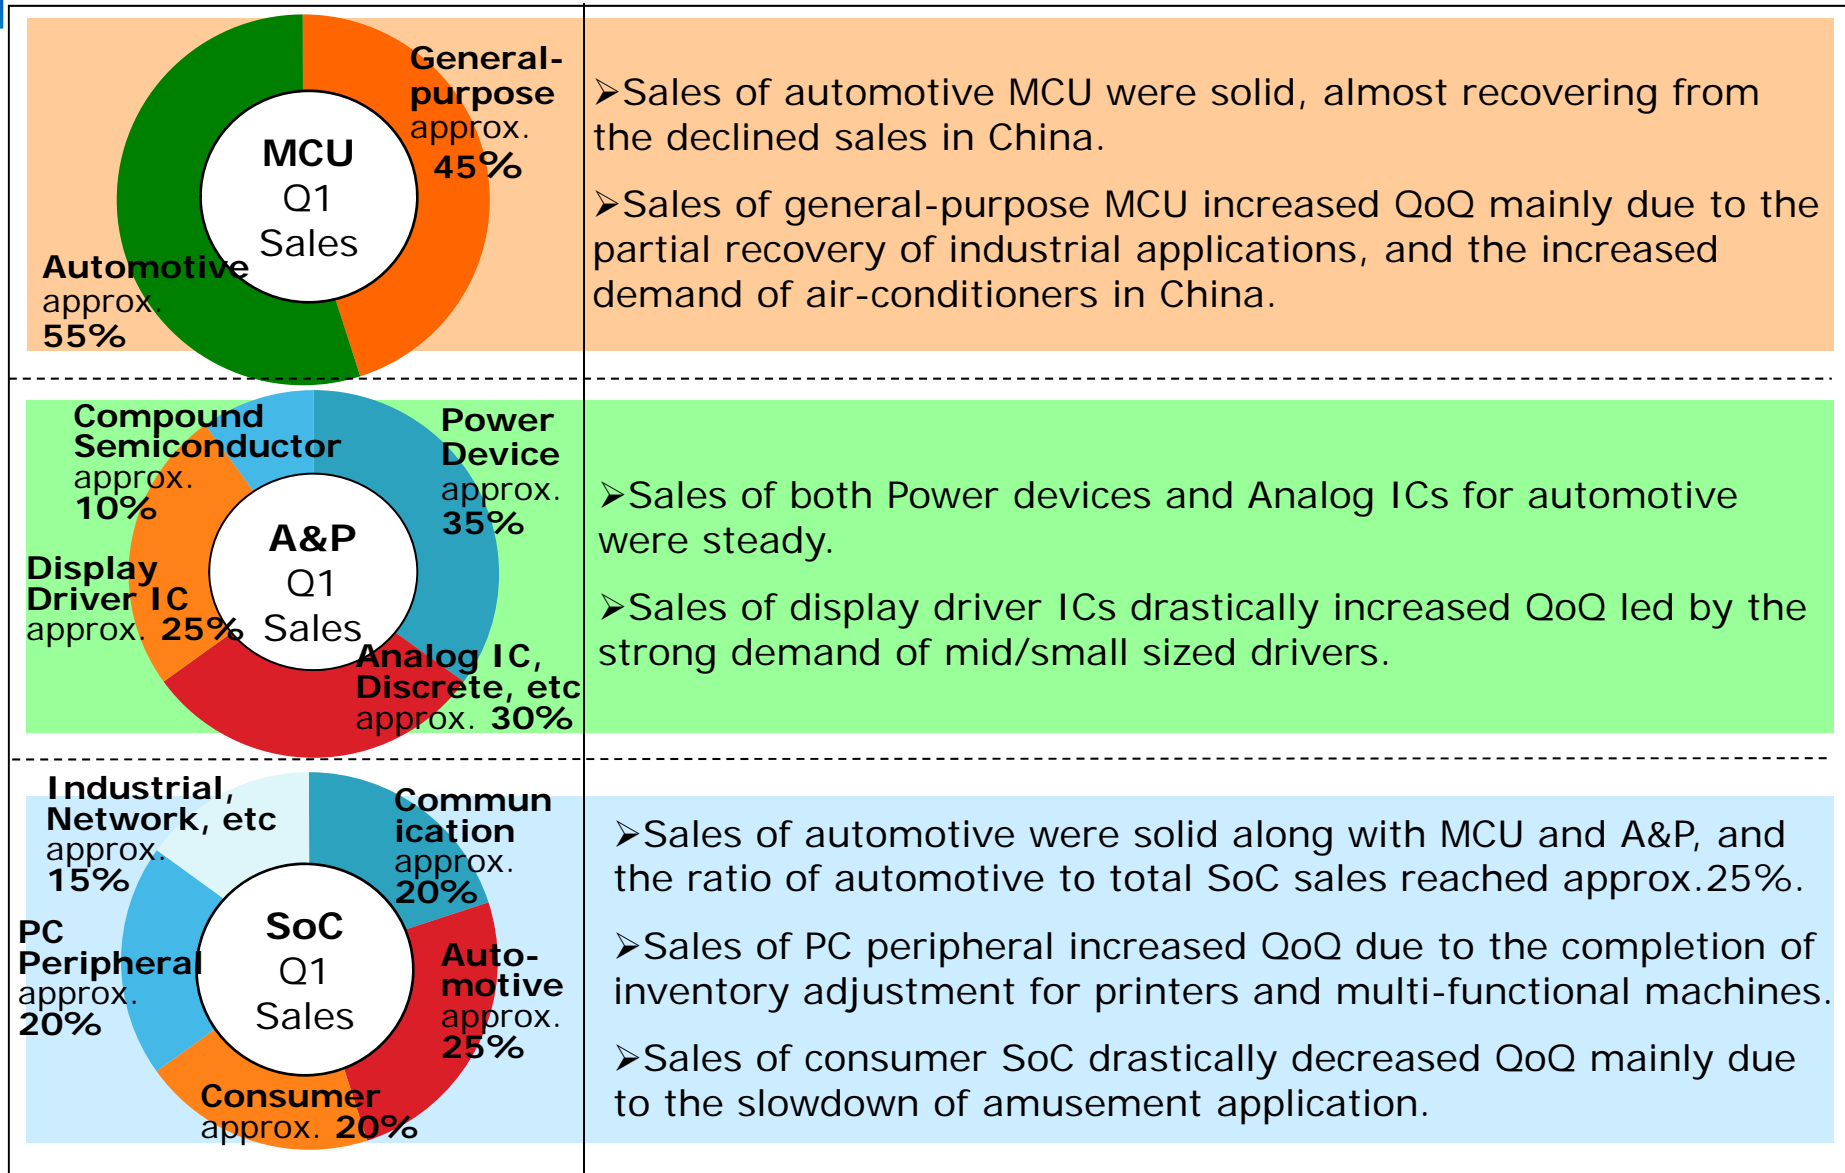 General-
purpose
approx.
45%
MCU
Q1
Sales
Automotive
approx.
55%
➢Sales of automotive MCU were solid, almost recovering from
the declined sales in China.
➢Sales of general-purpose MCU increased QoQ mainly due to the
partial recovery of industrial applications, and the increased
demand of air-conditioners in China.
Compound
Semiconductor
approx.
10%
Power
Device
approx.
35%
A&P
Q1
Sales
Display
Driver IC
approx. 25%
Analog IC,
Discrete, etc
approx. 30%
➢Sales of both Power devices and Analog ICs for automotive
were steady.
➢Sales of display driver ICs drastically increased QoQ led by the
strong demand of mid/small sized drivers.
Industrial,
Network, etc
approx.
15%
Commun
ication
approx.
20%
SoC
Q1
Sales
PC
Peripheral
approx.
20%
Auto-
motive
approx.
25%
Consumer
approx. 20%
➢Sales of automotive were solid along with MCU and A&P, and
the ratio of automotive to total SoC sales reached approx.25%.
➢Sales of PC peripheral increased QoQ due to the completion of
inventory adjustment for printers and multi-functional machines.
➢Sales of consumer SoC drastically decreased QoQ mainly due
to the slowdown of amusement application.